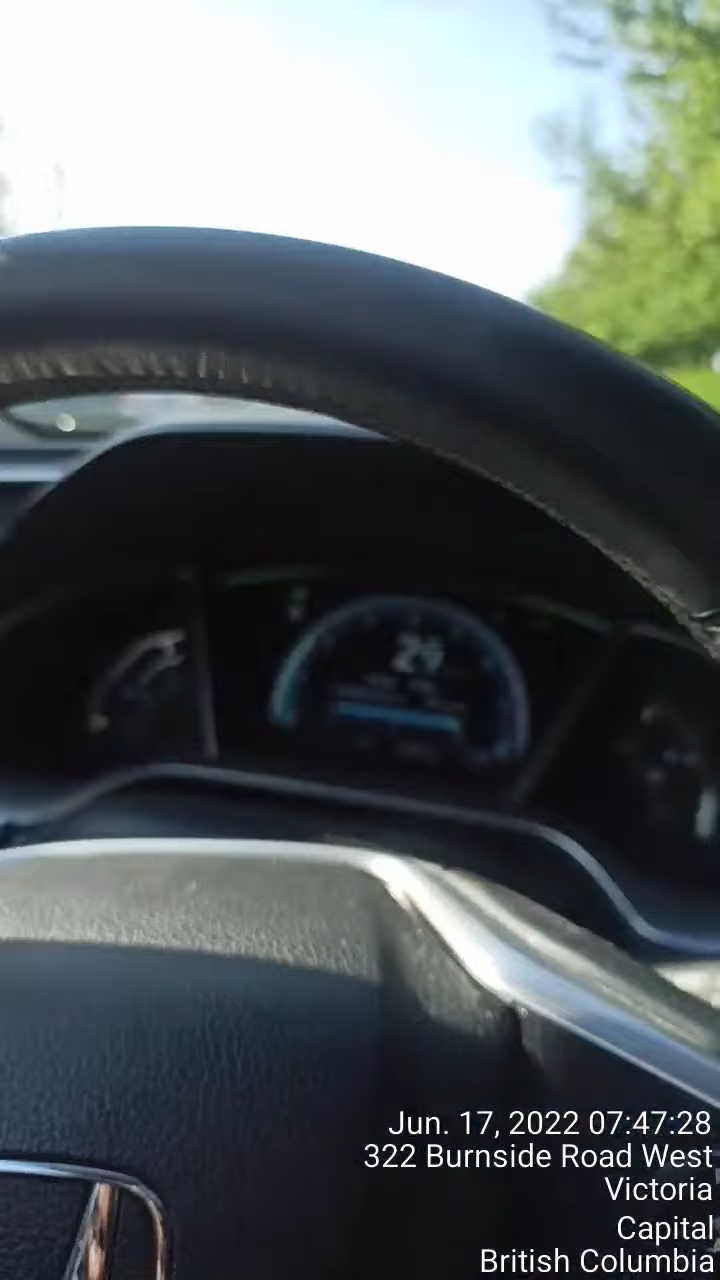 Jun. 17, 2022 07:47:28
322 Burnside Road West
Victoria
Capital
British Columbia